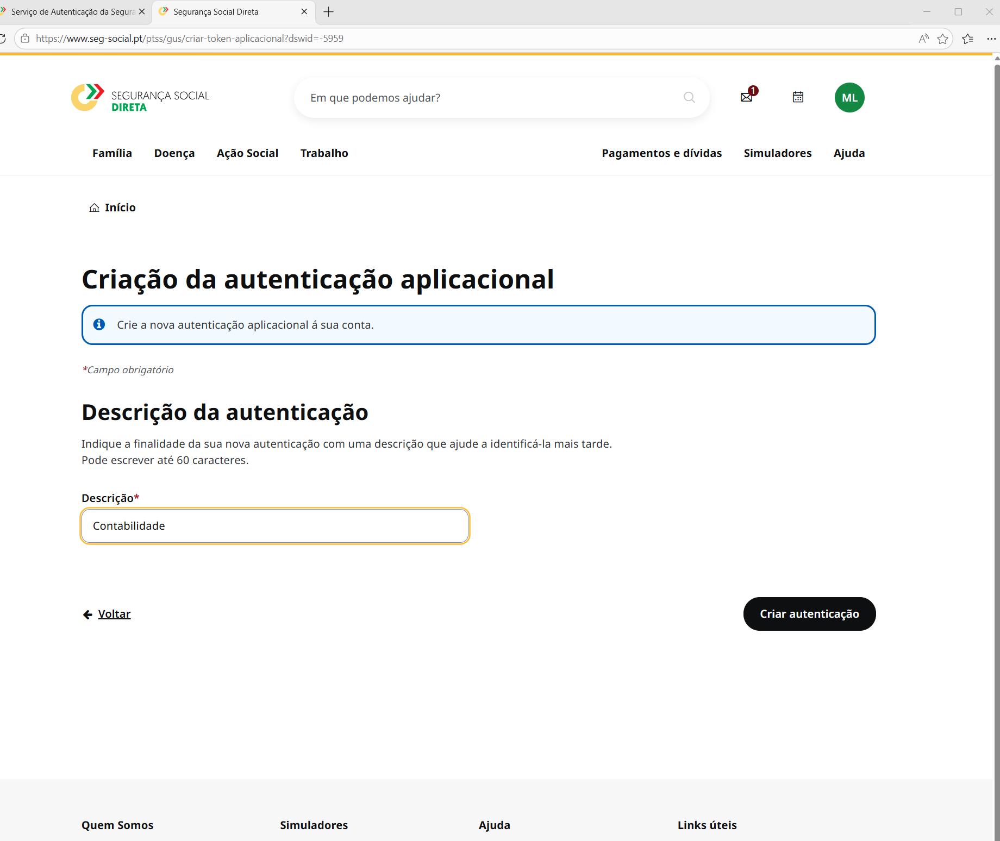 Serviço de Autenticação da Segura
Segurança Social Direta
https://www.seg-social.pt/ptss/gus/criar-token-aplicacional?dswid=-5959
SEGURANÇA SOCIAL
DIRETA
Em que podemos ajudar?
1
ML
Família Doença Ação Social Trabalho Pagamentos e dívidas Simuladores Ajuda
Início
Criação da autenticação aplicacional
Crie a nova autenticação aplicacional á sua conta.
*Campo obrigatório
Descrição da autenticação
Indique a finalidade da sua nova autenticação com uma descrição que ajude a identificá-la mais tarde.
Pode escrever até 60 caracteres.
Descrição*
Contabilidade
Voltar
Criar autenticação
Quem Somos Simuladores Ajuda Links úteis